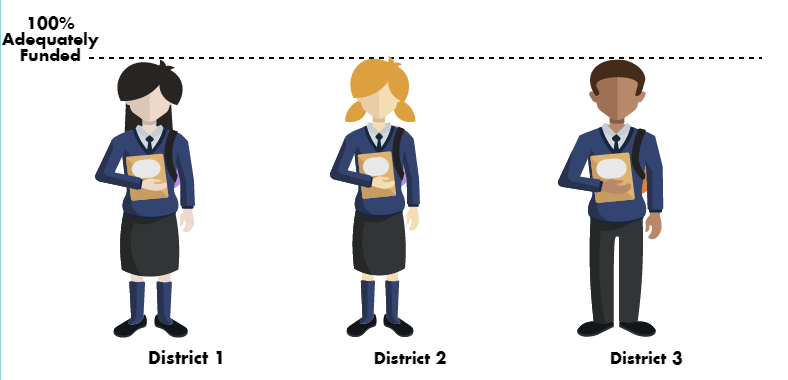 100%
Adequately
Funded
District 1
District 2
District 3